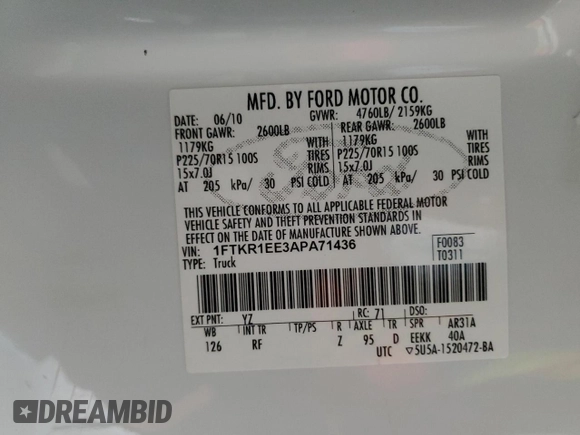 MFD. BY FORD MOTOR CO.
DATE: 06/10 GVWR: 4760LB/ 2159KG
FRONT GAWR: 2600LB REAR GAWR: 2600LB
1179KG WITH 1179KG WITH
P225/70R15 100S TIRES P225/70R15 100S TIRES
15x7.0J RIMS 15x7.0J RIMS
AT 205 kPa/ 30 PSI COLD AT 205 kPa/ 30 PSI COLD
THIS VEHICLE CONFORMS TO ALL APPLICABLE FEDERAL MOTOR
VEHICLE SAFETY AND THEFT PREVENTION STANDARDS IN
EFFECT ON THE DATE OF MANUFACTURE SHOWN ABOVE.
VIN: 1FTKR1EE3APA71436 F0083
TYPE: Truck T0311
EXT PNT: YZ RC: 71 DSO:
WB INT TR TP/PS R AXLE TR SPR AR31A
126 RF Z 95 D EEKK 40A
UTC ▽5U5A-1520472-BA
DREAMBID